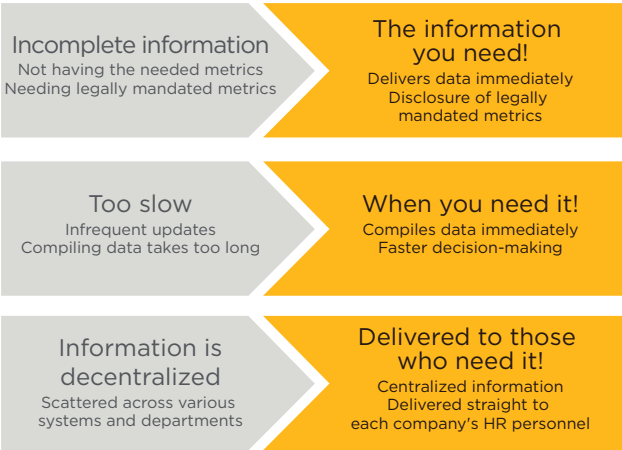 Incomplete information
Not having the needed metrics
Needing legally mandated metrics
The information
you need!
Delivers data immediately
Disclosure of legally
mandated metrics
Too slow
Infrequent updates
Compiling data takes too long
When you need it!
Compiles data immediately
Faster decision-making
Information is
decentralized
Scattered across various
systems and departments
Delivered to those
who need it!
Centralized information
Delivered straight to
each company's HR personnel